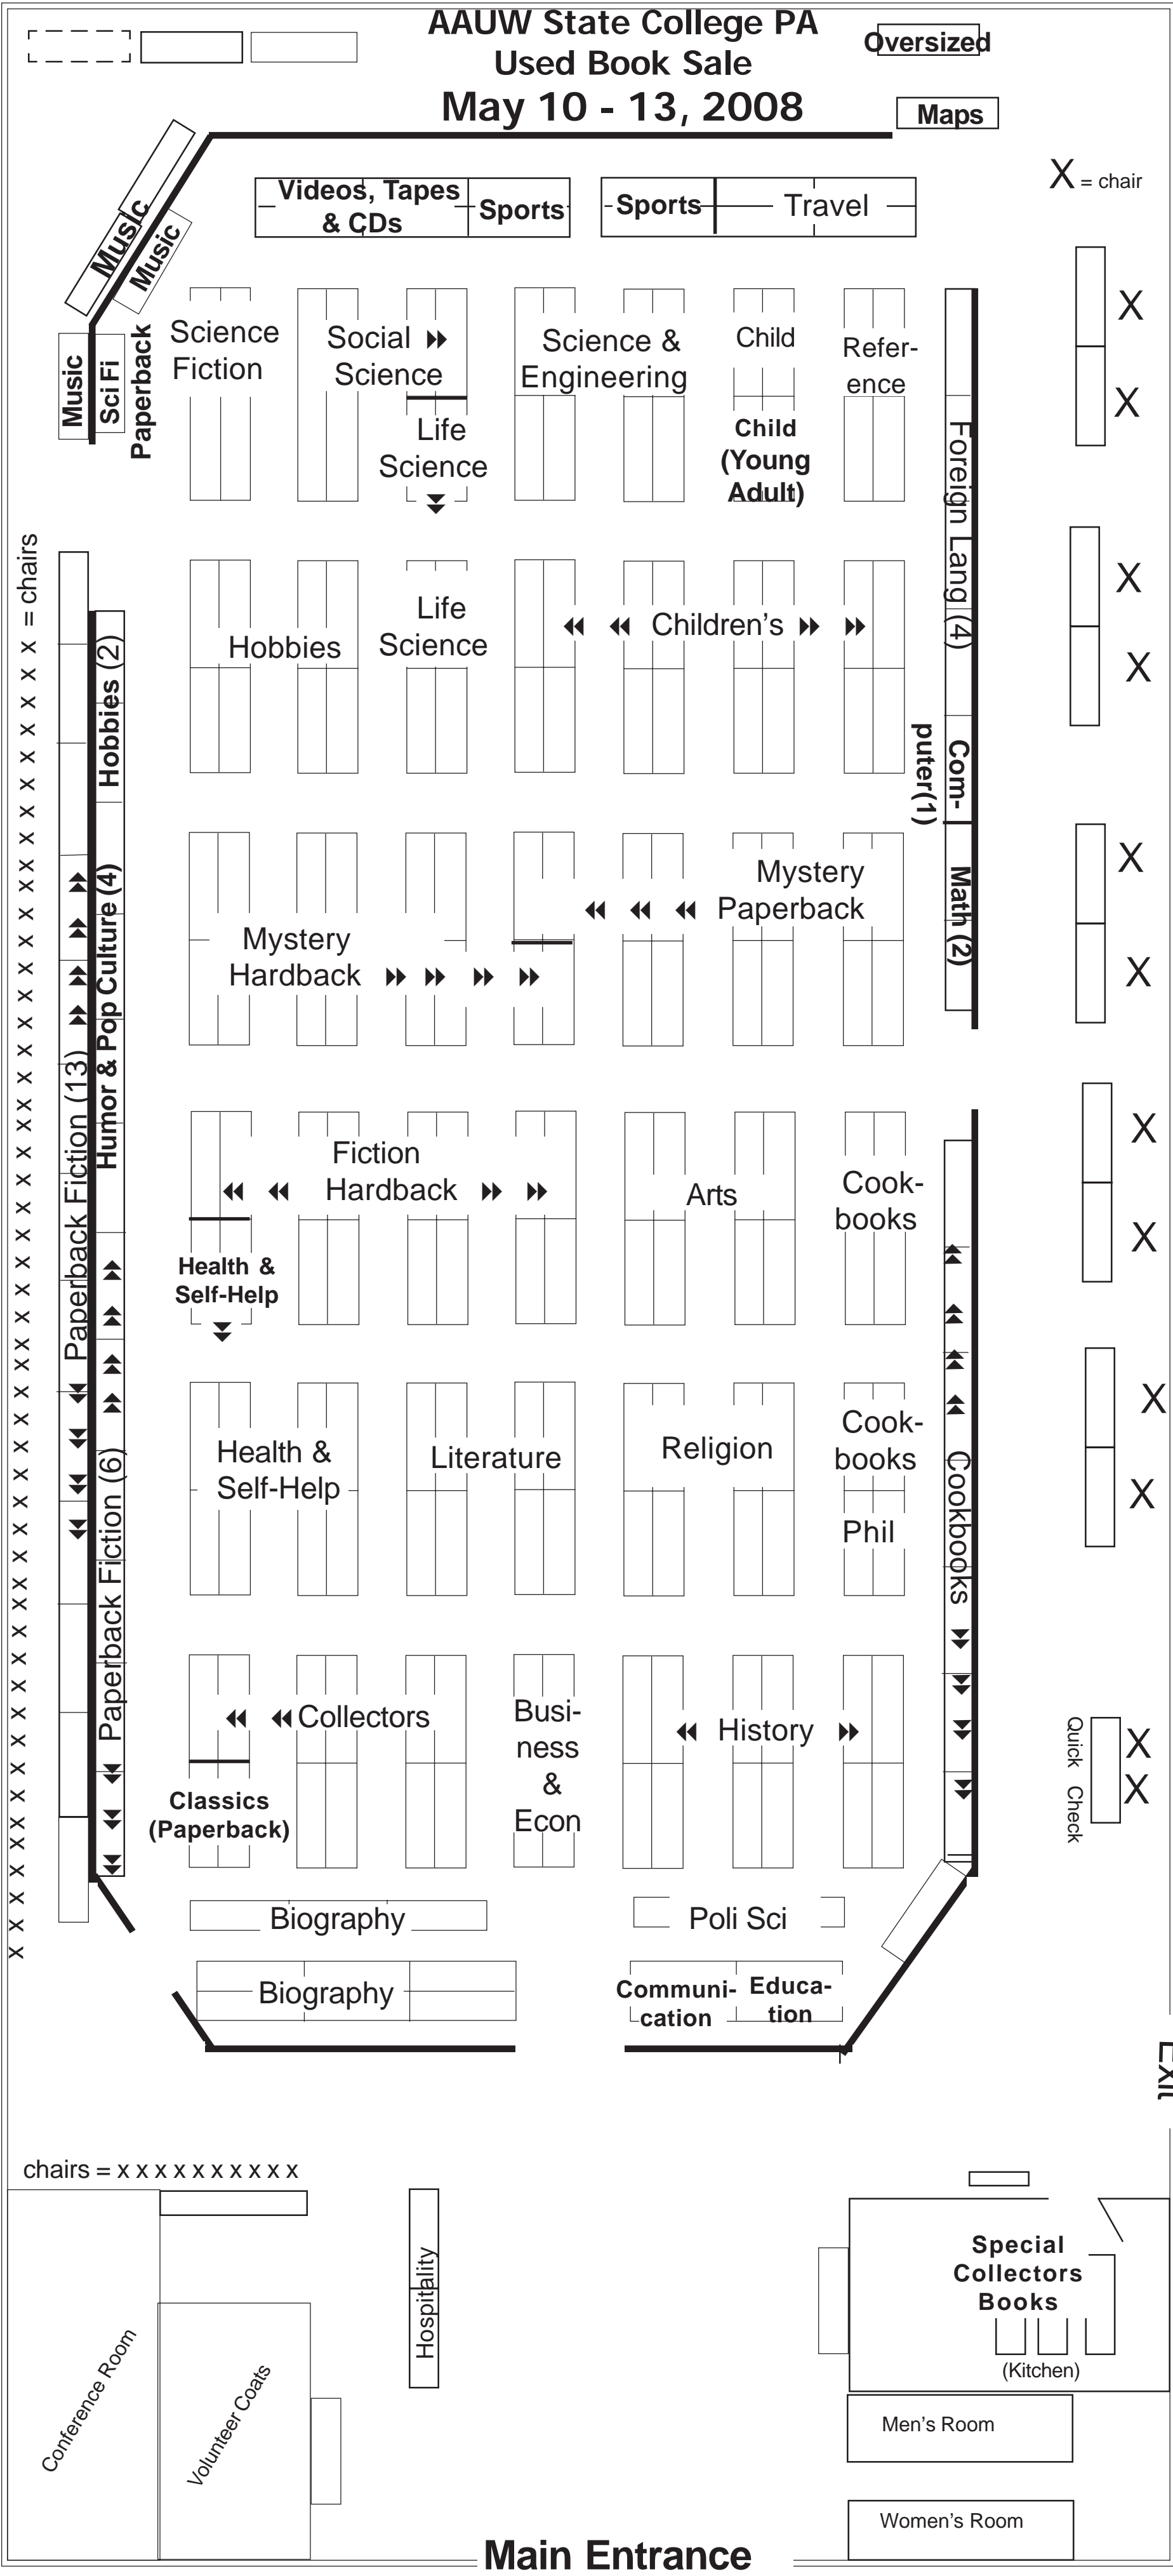 AAUW State College PA
Used Book Sale
May 10 - 13, 2008
Oversized
Maps
X = chair
Videos, Tapes
& CDs
Sports
Sports
Travel
Music
Music
Music
Sci Fi
Paperback
Science
Fiction
Social
Science
Life
Science
Science &
Engineering
Child
Child
(Young
Adult)
Refer-
ence
Foreign Lang (4)
X
X
x x x x x x x x x x x x x x x x x x x x x x x x x x x x x x x x x x x x x x x x x x x x x x x x x x x x = chairs
Hobbies (2)
Hobbies
Life
Science
Children's
Com-
puter(1)
X
X
Humor & Pop Culture (4)
Mystery
Hardback
Mystery
Paperback
Math (2)
X
X
Paperback Fiction (13)
Fiction
Hardback
Health &
Self-Help
Arts
Cook-
books
X
X
Paperback Fiction (6)
Health &
Self-Help
Literature
Religion
Cook-
books
Phil
Cookbooks
X
X
Collectors
Classics
(Paperback)
Busi-
ness
&
Econ
History
Quick Check
X
X
Biography
Poli Sci
Biography
Communi-
cation
Educa-
tion
Exit
chairs = x x x x x x x x x x
Conference Room
Volunteer Coats
Hospitality
Special
Collectors
Books
(Kitchen)
Men's Room
Women's Room
Main Entrance